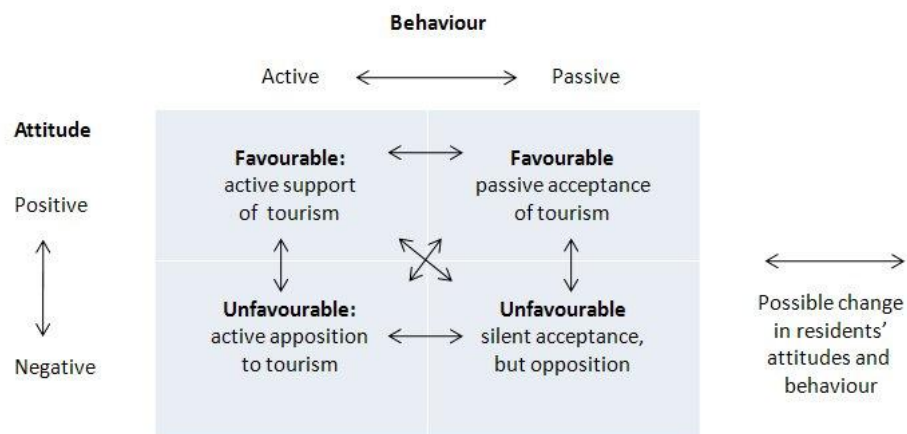 Behaviour
Active
Passive
Attitude
Positive
Negative
Favourable:
active support
of tourism
Favourable
passive acceptance
of tourism
Unfavourable:
active apposition
to tourism
Unfavourable
silent acceptance,
but opposition
Possible change
in residents'
attitudes and
behaviour